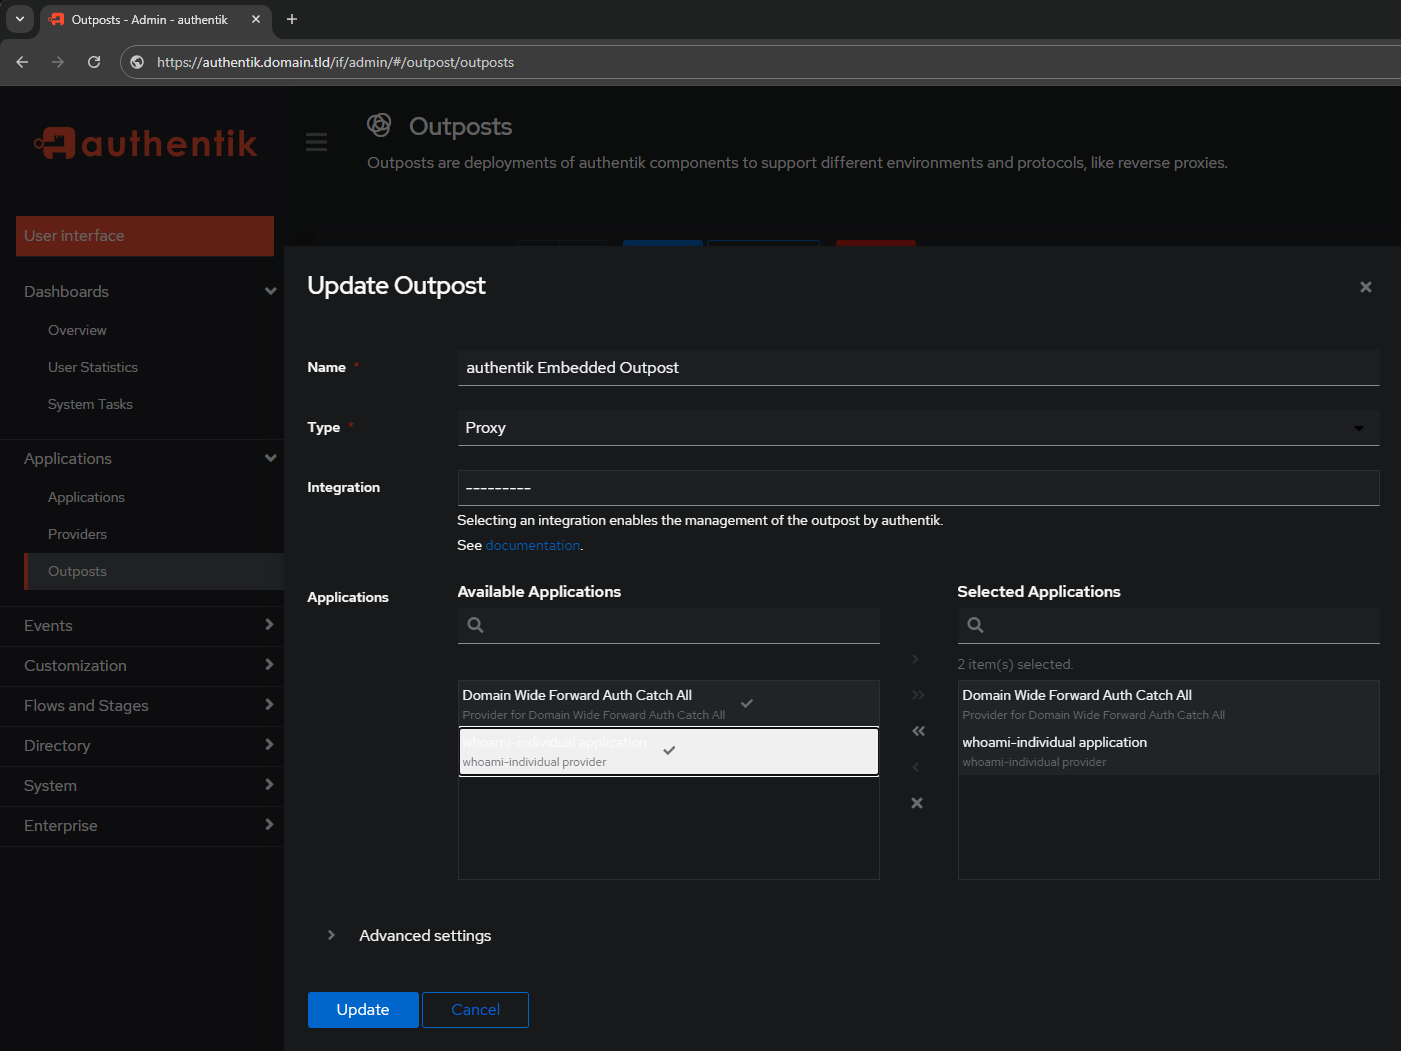 Outposts - Admin - authentik
https://authentik.domain.tld/if/admin/#/outpost/outposts
authentik
Outposts
Outposts are deployments of authentik components to support different environments and protocols, like reverse proxies.
User interface
Dashboards
Overview
User Statistics
System Tasks
Applications
Applications
Providers
Outposts
Events
Customization
Flows and Stages
Directory
System
Enterprise
Update Outpost
Name *
authentik Embedded Outpost
Type *
Proxy
Integration
---------
Selecting an integration enables the management of the outpost by authentik.
See documentation.
Applications
Available Applications
Domain Wide Forward Auth Catch All
Provider for Domain Wide Forward Auth Catch All
whoami-individual application
whoami-individual provider
Selected Applications
2 item(s) selected.
Domain Wide Forward Auth Catch All
Provider for Domain Wide Forward Auth Catch All
whoami-individual application
whoami-individual provider
Advanced settings
Update
Cancel